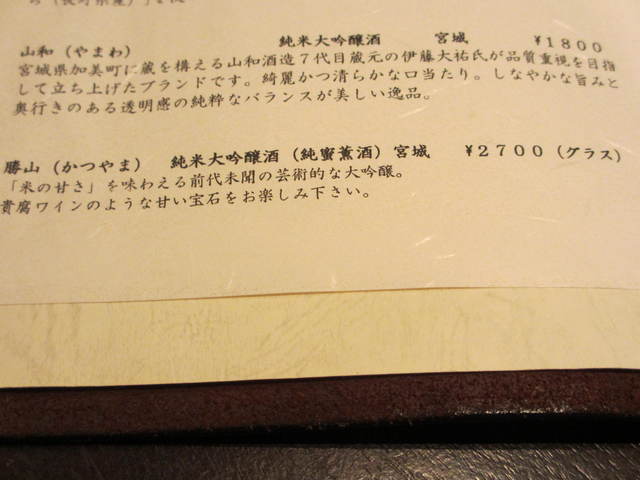 山和（やまわ）　純米大吟醸酒　宮城　¥1800
宮城県加美町に蔵を構える山和酒造7代目蔵元の伊藤大祐氏が品質重視を目指
して立ち上げたブランドです。綺麗かつ清らかな口当たり。しなやかな旨みと
奥行きのある透明感の純粋なバランスが美しい逸品。
勝山（かつやま）　純米大吟醸酒（純蜜薫酒）宮城　¥2700（グラス）
「米の甘さ」を味わえる前代未聞の芸術的な大吟醸。
貴腐ワインのような甘い宝石をお楽しみ下さい。